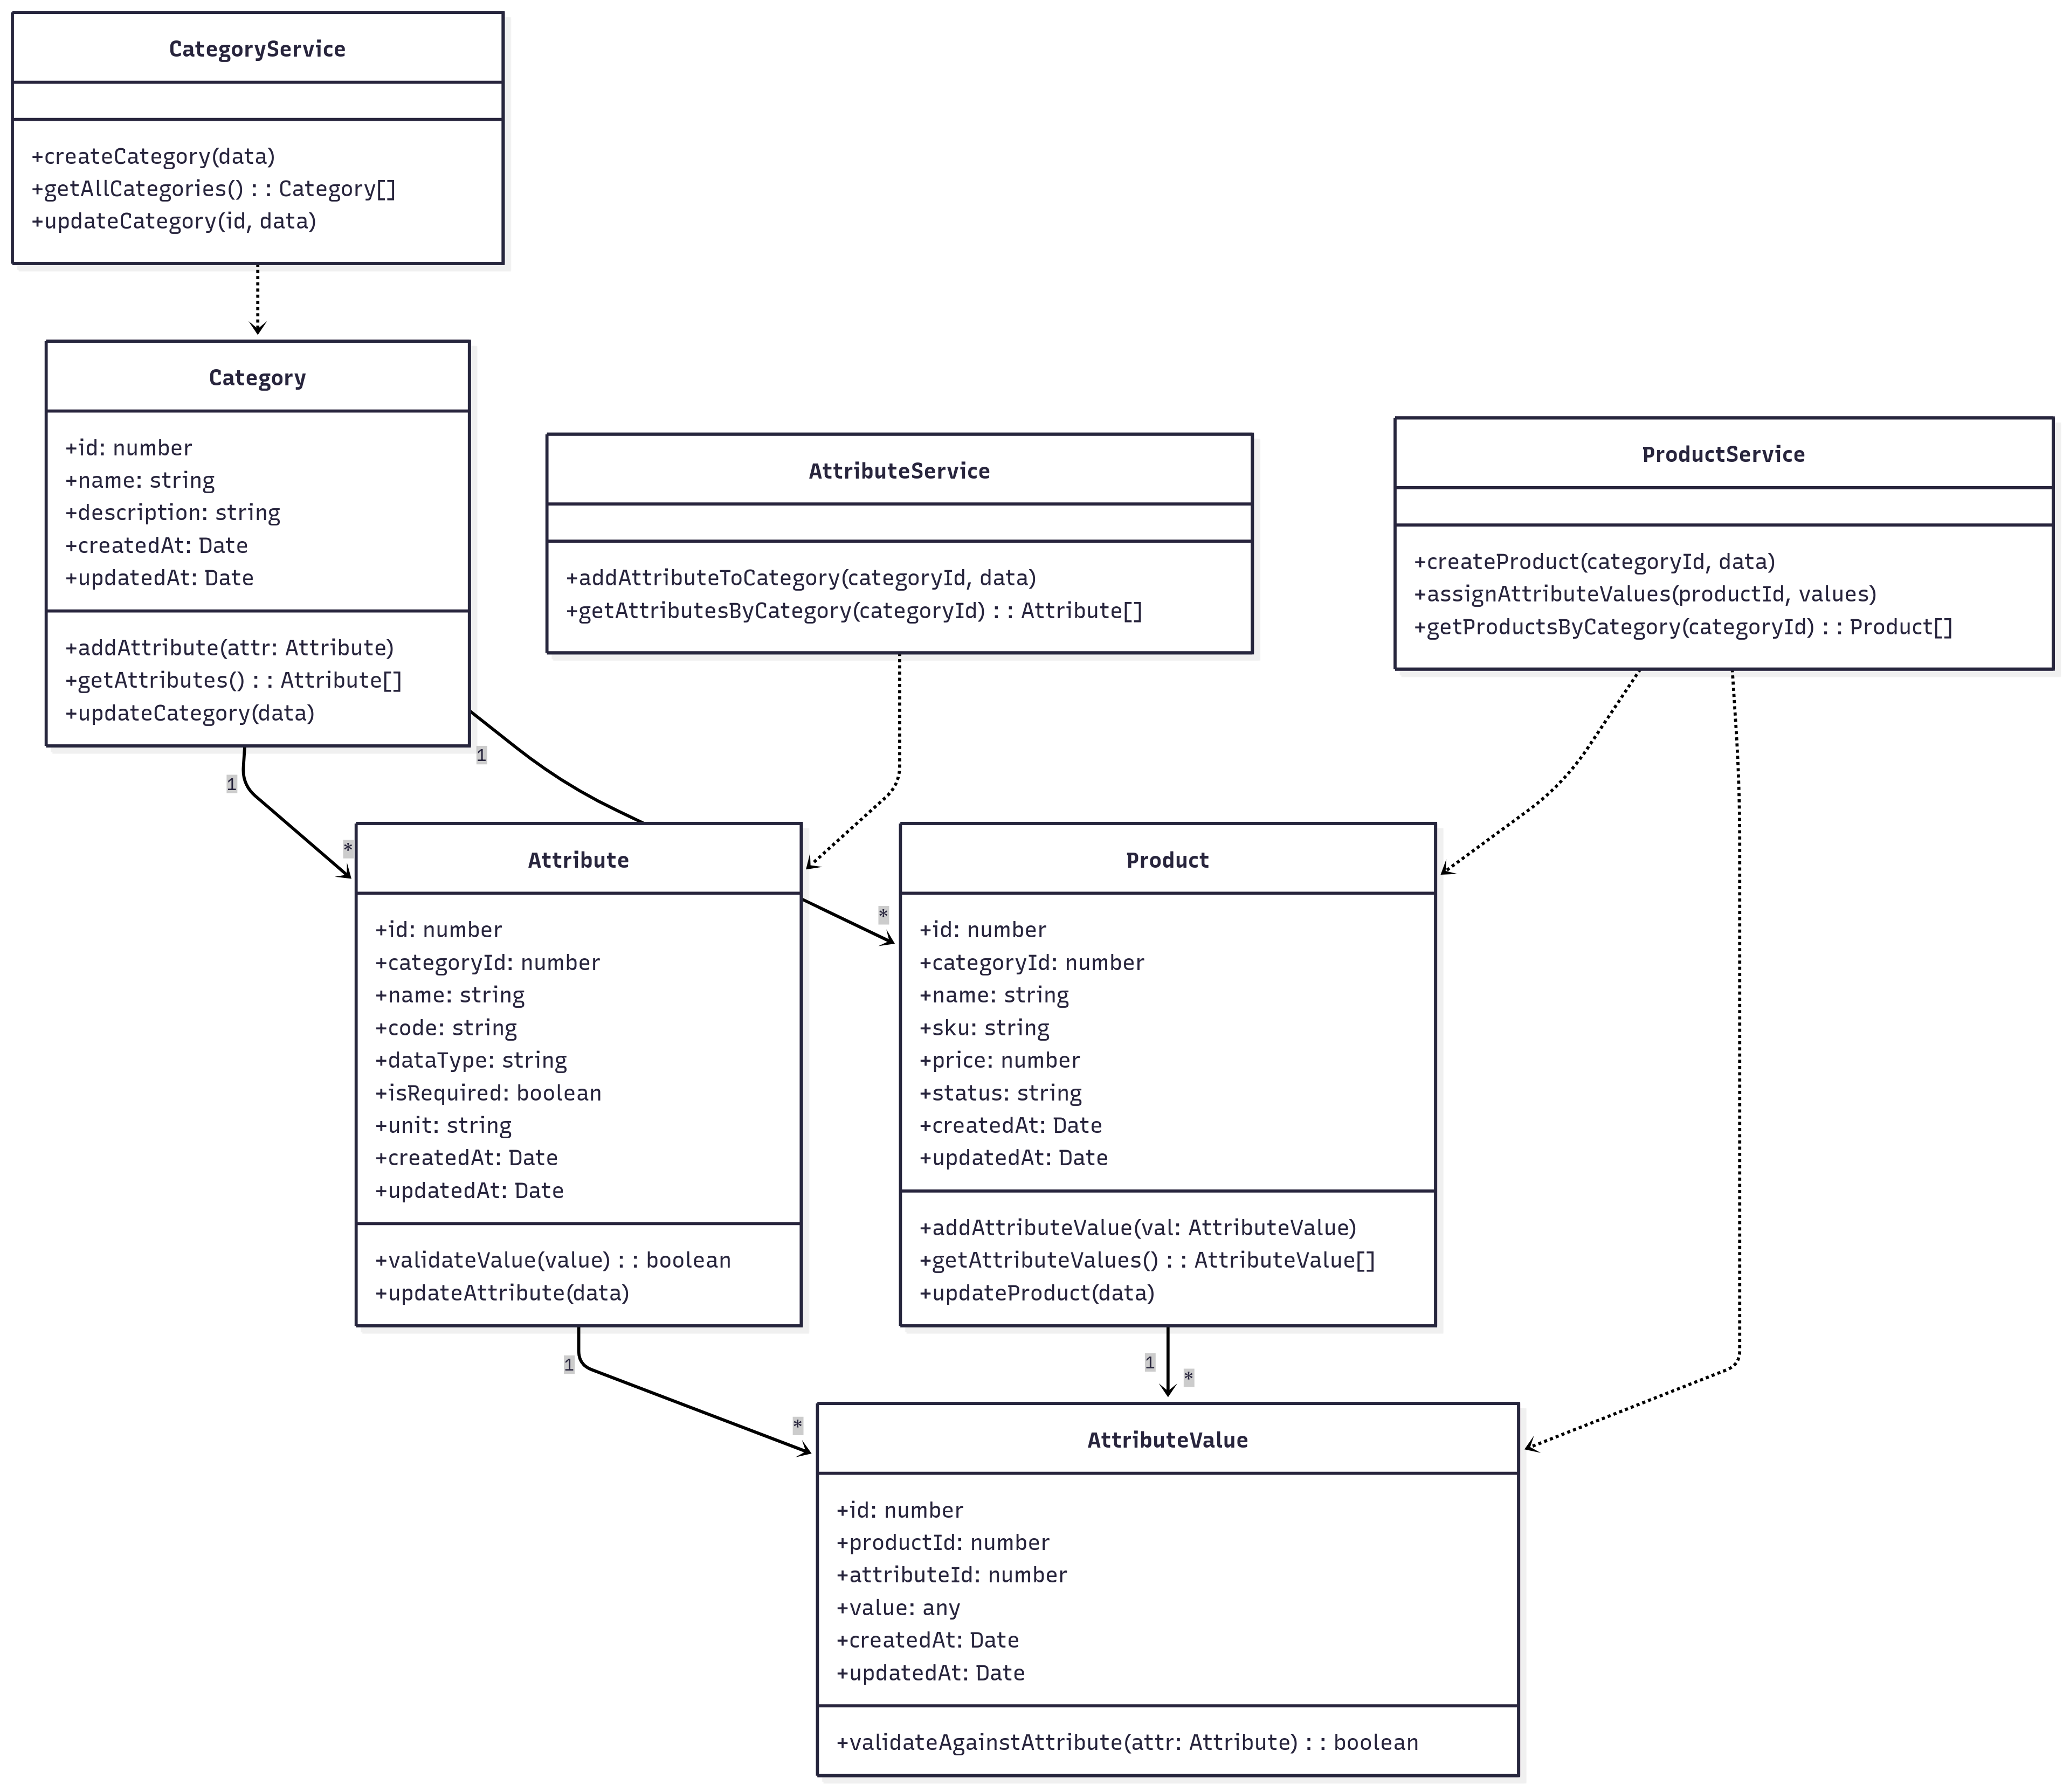 CategoryService
+createCategory(data)
+getAllCategories() : : Category[]
+updateCategory(id, data)
Category
+id: number
+name: string
+description: string
+createdAt: Date
+updatedAt: Date
+addAttribute(attr: Attribute)
+getAttributes() : : Attribute[]
+updateCategory(data)
AttributeService
+addAttributeToCategory(categoryId, data)
+getAttributesByCategory(categoryId) : : Attribute[]
ProductService
+createProduct(categoryId, data)
+assignAttributeValues(productId, values)
+getProductsByCategory(categoryId) : : Product[]
1
1
*
*
Attribute
+id: number
+categoryId: number
+name: string
+code: string
+dataType: string
+isRequired: boolean
+unit: string
+createdAt: Date
+updatedAt: Date
+validateValue(value) : : boolean
+updateAttribute(data)
Product
+id: number
+categoryId: number
+name: string
+sku: string
+price: number
+status: string
+createdAt: Date
+updatedAt: Date
+addAttributeValue(val: AttributeValue)
+getAttributeValues() : : AttributeValue[]
+updateProduct(data)
1
*
1
*
AttributeValue
+id: number
+productId: number
+attributeId: number
+value: any
+createdAt: Date
+updatedAt: Date
+validateAgainstAttribute(attr: Attribute) : : boolean